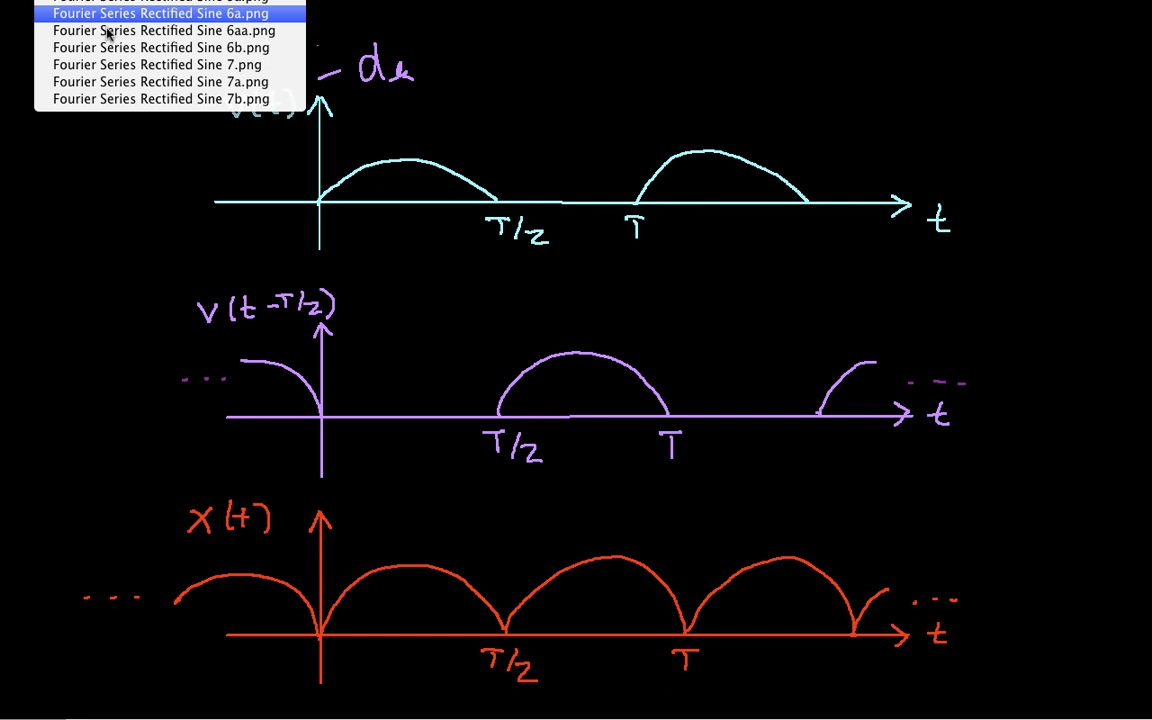 Fourier Series Rectified Sine 6a.png
Fourier Series Rectified Sine 6aa.png
Fourier Series Rectified Sine 6b.png
Fourier Series Rectified Sine 7.png
Fourier Series Rectified Sine 7a.png
Fourier Series Rectified Sine 7b.png
v(t)
T/2
T
t
v(t-T/2)
...
...
T/2
T
t
x(t)
...
...
T/2
T
t